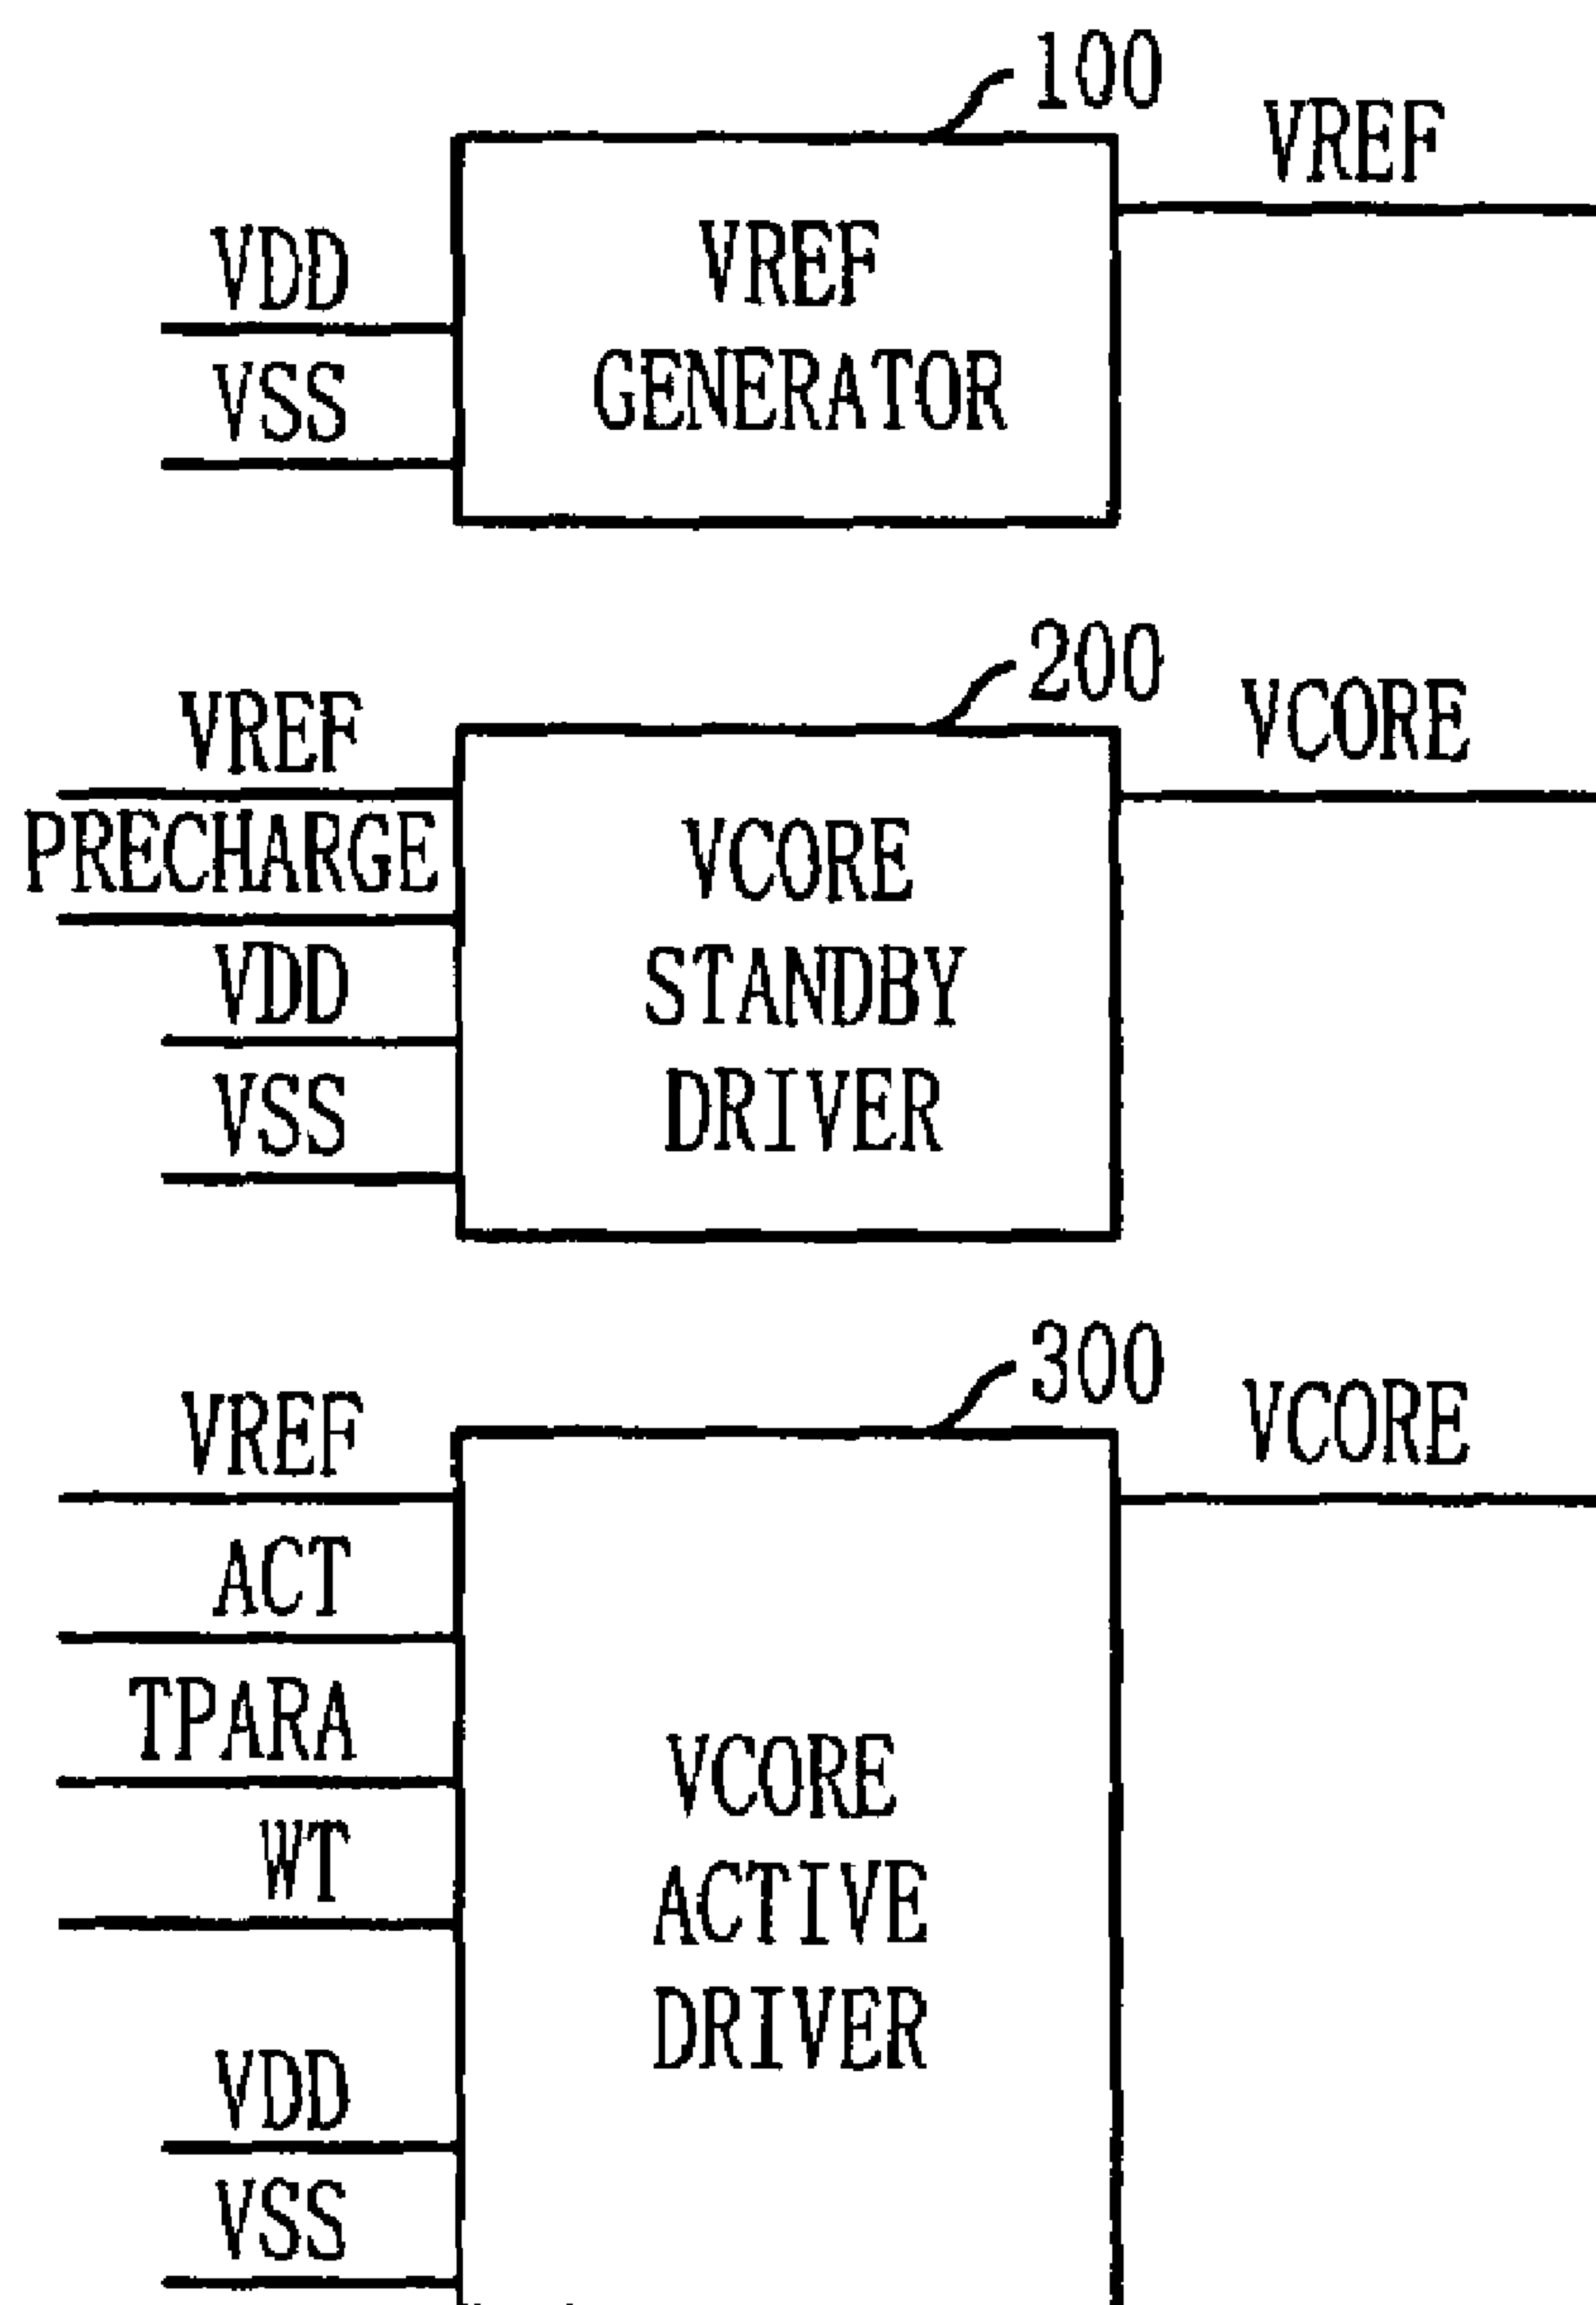 100
VREF
VDD
VSS
VREF
GENERATOR
200
VREF
VCORE
PRECHARGE
VDD
VSS
VCORE
STANDBY
DRIVER
300
VREF
VCORE
ACT
TPARA
WT
VDD
VSS
VCORE
ACTIVE
DRIVER